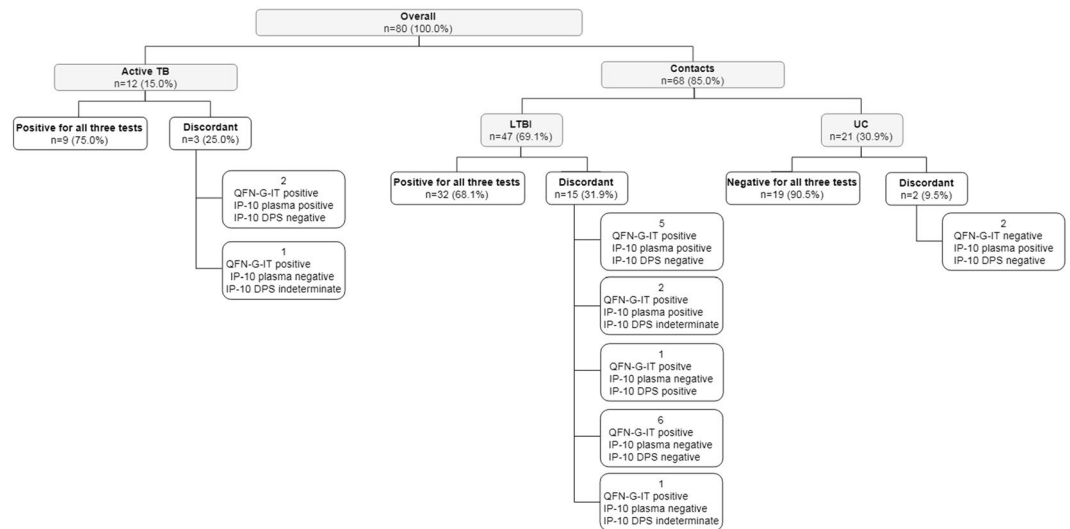 Overall
n=80 (100.0%)
Active TB
n=12 (15.0%)
Contacts
n=68 (85.0%)
Positive for all three tests
n=9 (75.0%)
Discordant
n=3 (25.0%)
LTBI
n=47 (69.1%)
UC
n=21 (30.9%)
2
QFN-G-IT positive
IP-10 plasma positive
IP-10 DPS negative
1
QFN-G-IT positive
IP-10 plasma negative
IP-10 DPS indeterminate
Positive for all three tests
n=32 (68.1%)
Discordant
n=15 (31.9%)
Negative for all three tests
n=19 (90.5%)
Discordant
n=2 (9.5%)
5
QFN-G-IT positive
IP-10 plasma positive
IP-10 DPS negative
2
QFN-G-IT positive
IP-10 plasma positive
IP-10 DPS indeterminate
1
QFN-G-IT positve
IP-10 plasma negative
IP-10 DPS positive
6
QFN-G-IT positive
IP-10 plasma negative
IP-10 DPS negative
1
QFN-G-IT positive
IP-10 plasma negative
IP-10 DPS indeterminate
2
QFN-G-IT negative
IP-10 plasma positive
IP-10 DPS negative